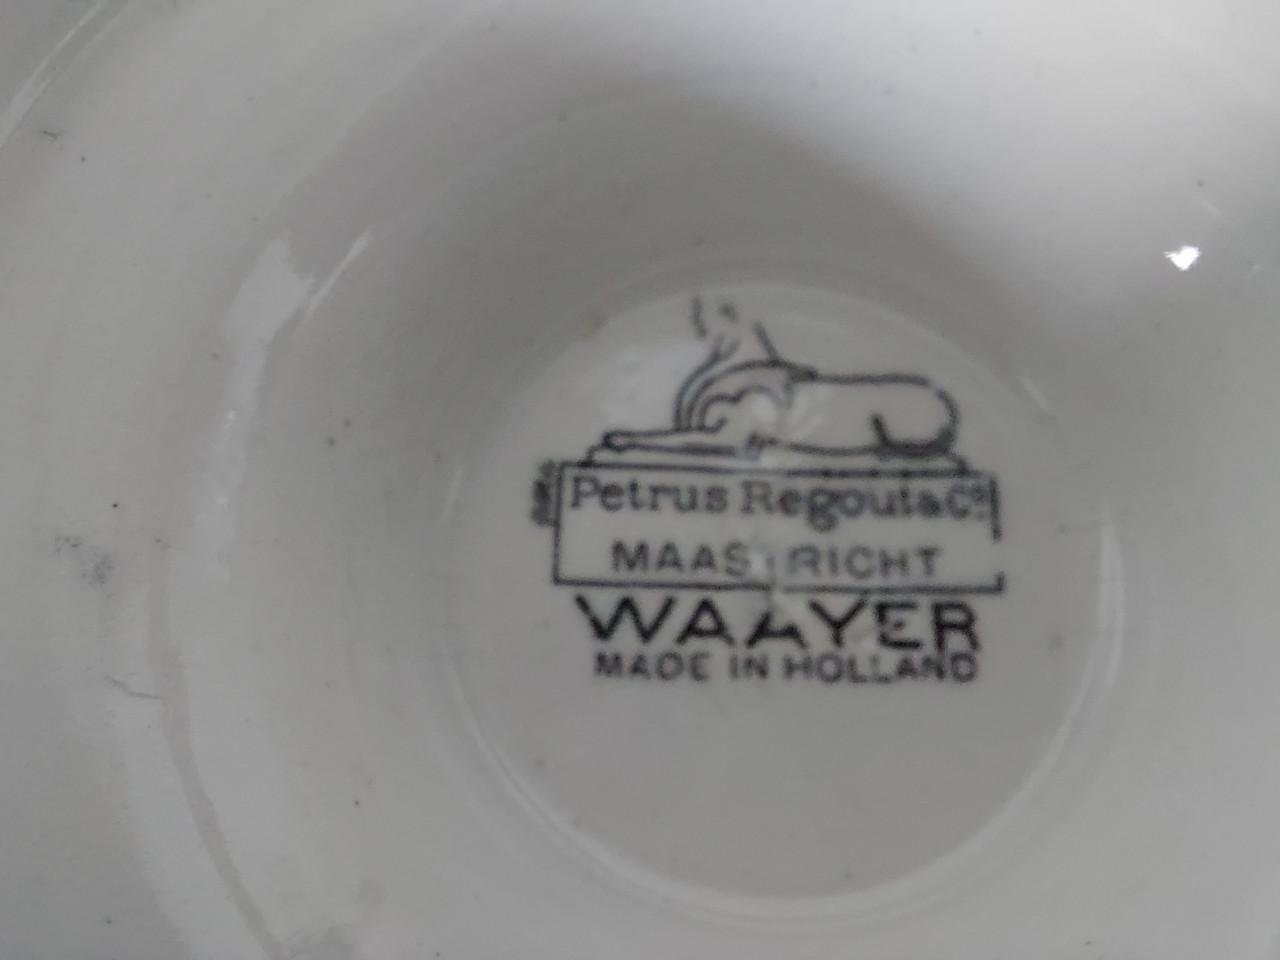 Petrus Regout & Co
MAASTRICHT
WAAYER
MADE IN HOLLAND